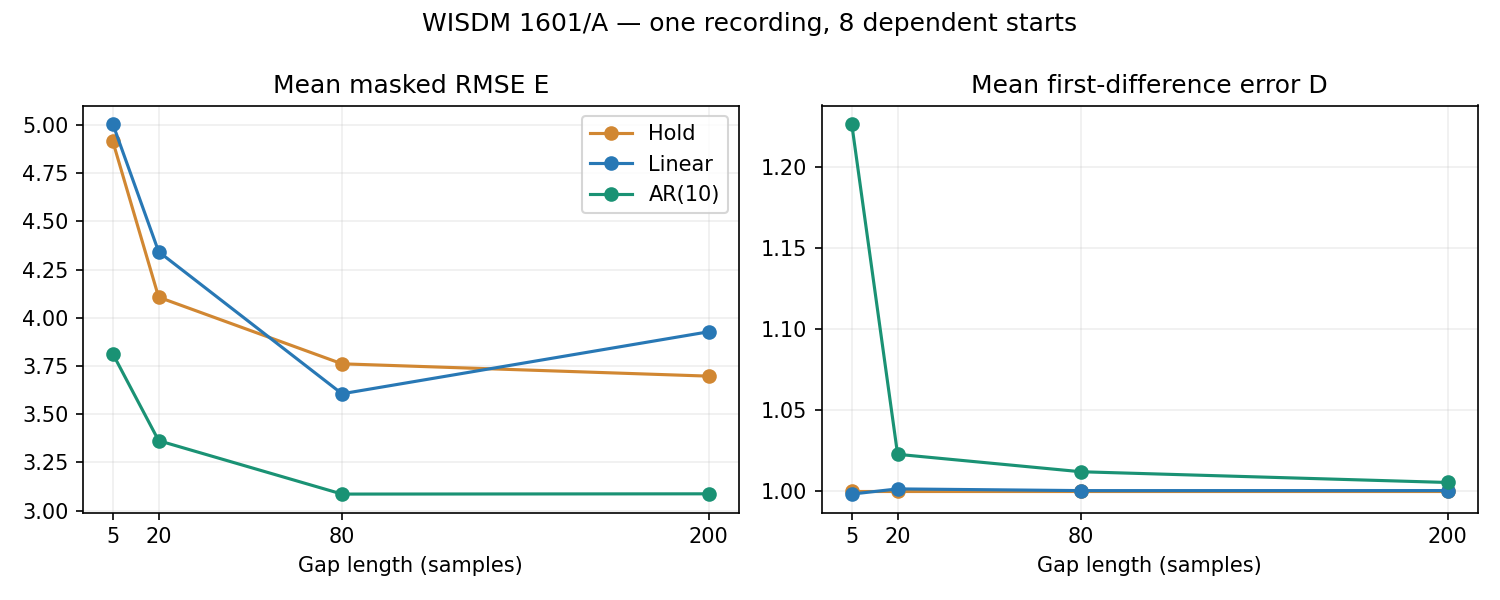 WISDM 1601/A — one recording, 8 dependent starts
Mean masked RMSE E
5.00
4.75
4.50
4.25
4.00
3.75
3.50
3.25
3.00
Hold
Linear
AR(10)
5 20 80 200
Gap length (samples)
Mean first-difference error D
1.20
1.15
1.10
1.05
1.00
5 20 80 200
Gap length (samples)